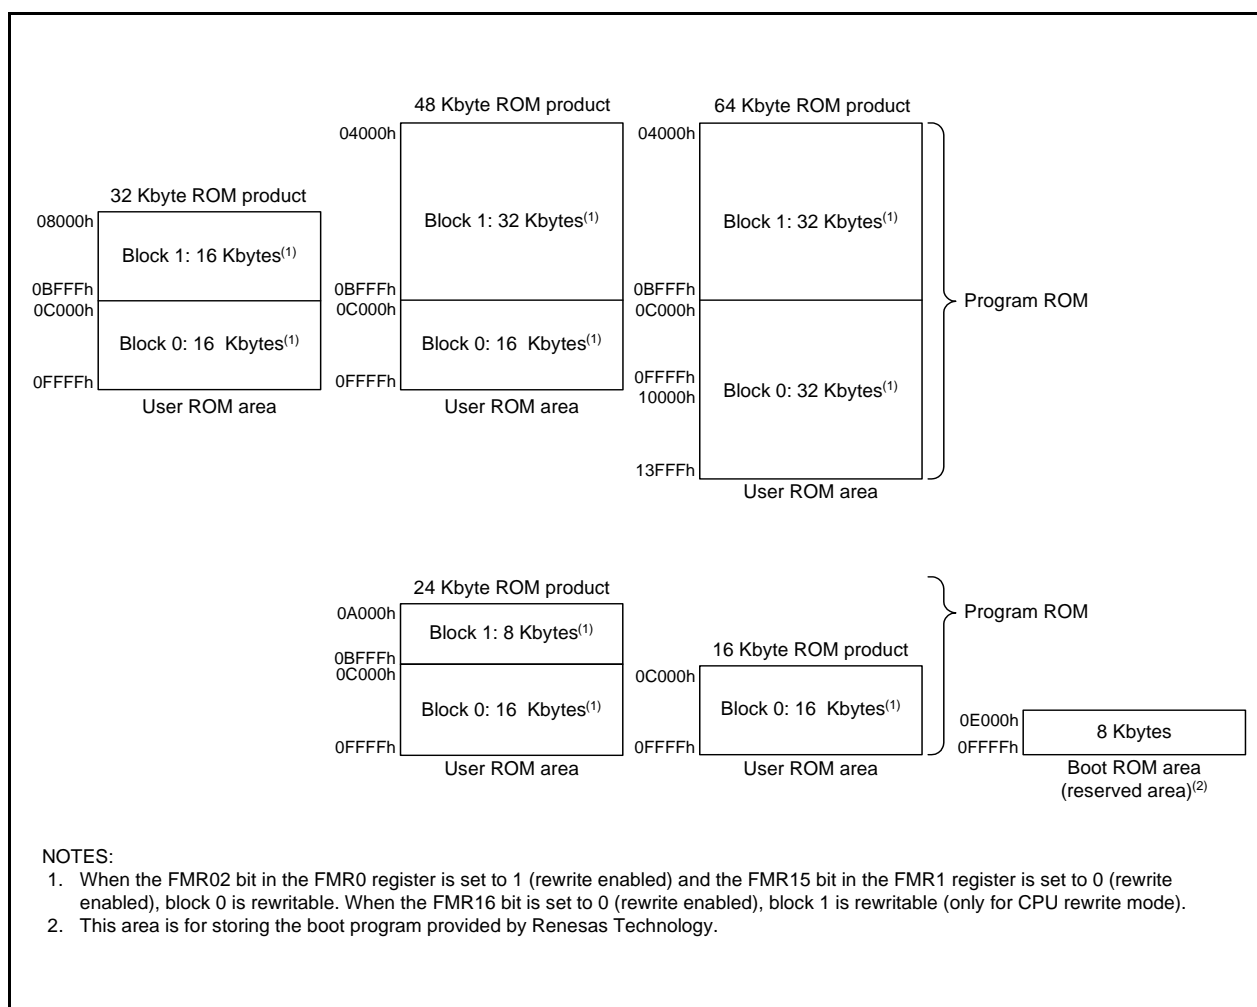 48 Kbyte ROM product
64 Kbyte ROM product
04000h
04000h
32 Kbyte ROM product
08000h
Block 1: 16 Kbytes(1)
Block 1: 32 Kbytes(1)
Block 1: 32 Kbytes(1)
0BFFFh
0C000h
0BFFFh
0C000h
0BFFFh
0C000h
Program ROM
Block 0: 16 Kbytes(1)
Block 0: 16 Kbytes(1)
0FFFFh
0FFFFh
0FFFFh
10000h
Block 0: 32 Kbytes(1)
User ROM area
User ROM area
13FFFh
User ROM area
24 Kbyte ROM product
0A000h
Block 1: 8 Kbytes(1)
0BFFFh
0C000h
Block 0: 16 Kbytes(1)
0FFFFh
User ROM area
16 Kbyte ROM product
0C000h
Block 0: 16 Kbytes(1)
0FFFFh
User ROM area
Program ROM
0E000h
8 Kbytes
0FFFFh
Boot ROM area
(reserved area)(2)
NOTES:
1. When the FMR02 bit in the FMR0 register is set to 1 (rewrite enabled) and the FMR15 bit in the FMR1 register is set to 0 (rewrite
enabled), block 0 is rewritable. When the FMR16 bit is set to 0 (rewrite enabled), block 1 is rewritable (only for CPU rewrite mode).
2. This area is for storing the boot program provided by Renesas Technology.